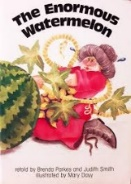 The Enormous
Watermelon
retold by Brenda Parkes and Judith Smith
illustrated by Mary Davy